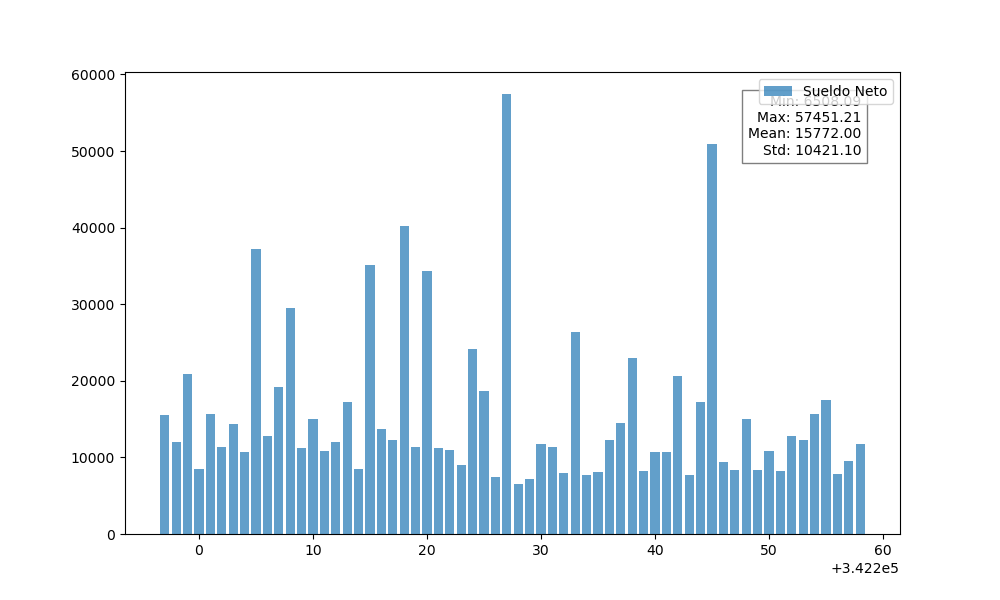 60000
50000
40000
30000
20000
10000
0
Sueldo Neto
Min: 6508.09
Max: 57451.21
Mean: 15772.00
Std: 10421.10
0 10 20 30 40 50 60
+3.422e5